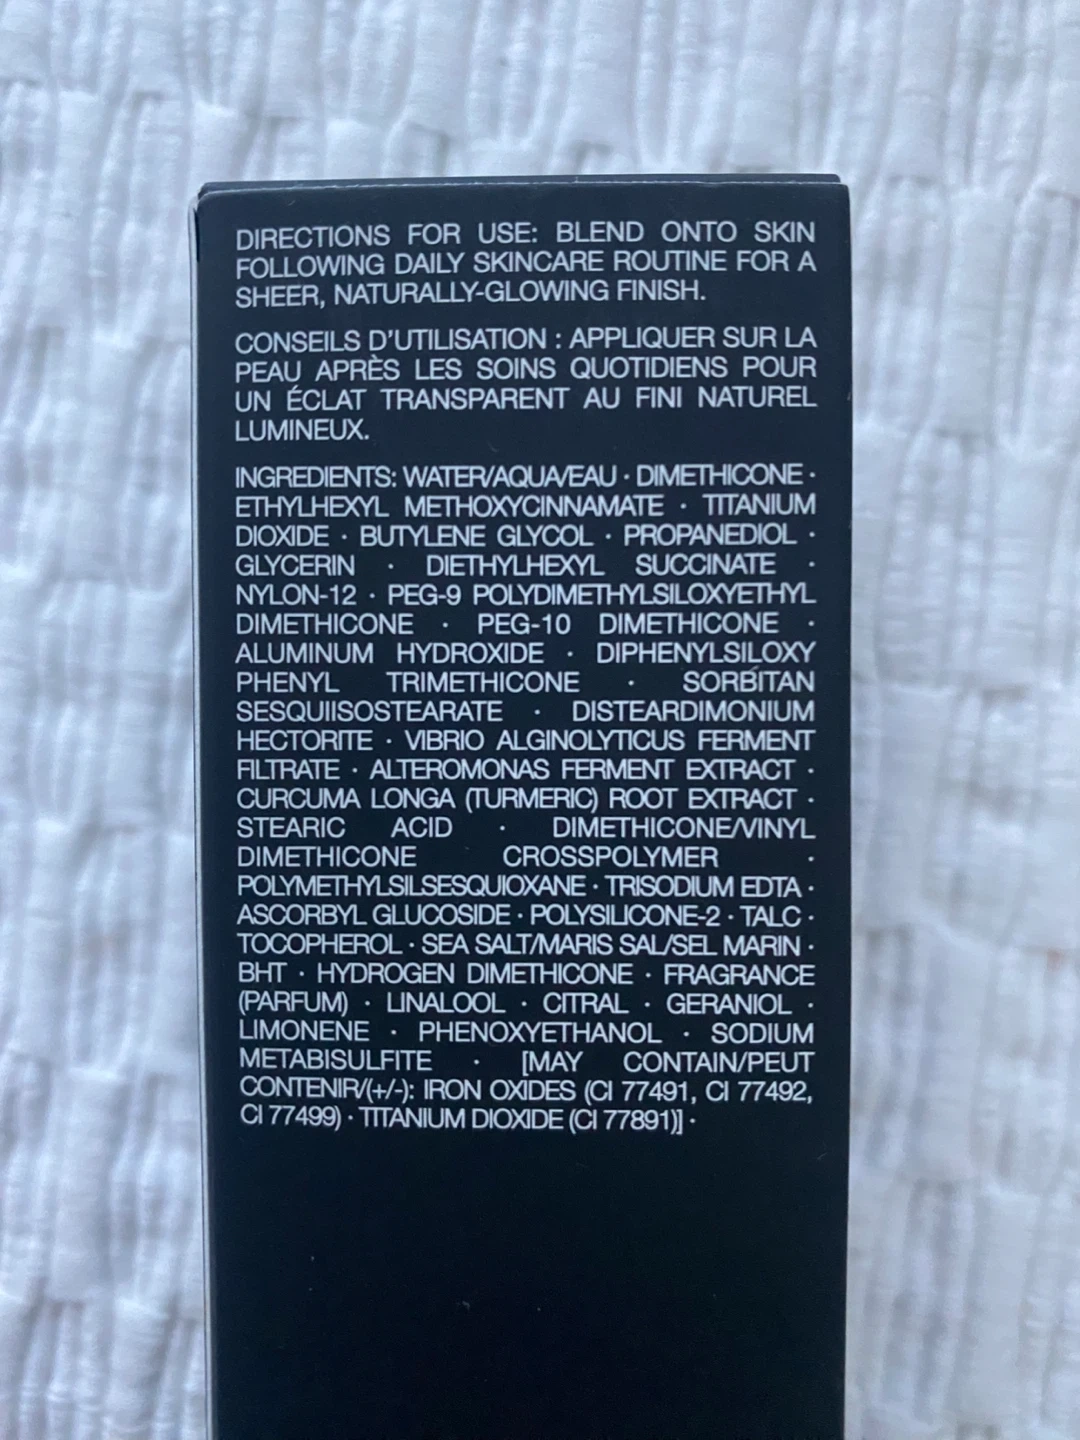 DIRECTIONS FOR USE: BLEND ONTO SKIN
FOLLOWING DAILY SKINCARE ROUTINE FOR A
SHEER, NATURALLY-GLOWING FINISH.
CONSEILS D'UTILISATION : APPLIQUER SUR LA
PEAU APRÈS LES SOINS QUOTIDIENS POUR
UN ÉCLAT TRANSPARENT AU FINI NATUREL
LUMINEUX.
INGREDIENTS: WATER/AQUA/EAU · DIMETHICONE ·
ETHYLHEXYL METHOXYCINNAMATE · TITANIUM
DIOXIDE · BUTYLENE GLYCOL · PROPANEDIOL ·
GLYCERIN · DIETHYLHEXYL SUCCINATE ·
NYLON-12 · PEG-9 POLYDIMETHYLSILOXYETHYL
DIMETHICONE · PEG-10 DIMETHICONE ·
ALUMINUM HYDROXIDE · DIPHENYLSILOXY
PHENYL TRIMETHICONE · SORBITAN
SESQUIISOSTEARATE · DISTEARDIMONIUM
HECTORITE · VIBRIO ALGINOLYTICUS FERMENT
FILTRATE · ALTEROMONAS FERMENT EXTRACT ·
CURCUMA LONGA (TURMERIC) ROOT EXTRACT ·
STEARIC ACID · DIMETHICONE/VINYL
DIMETHICONE CROSSPOLYMER ·
POLYMETHYLSILSESQUIOXANE · TRISODIUM EDTA ·
ASCORBYL GLUCOSIDE · POLYSILICONE-2 · TALC ·
TOCOPHEROL · SEA SALT/MARIS SAL/SEL MARIN ·
BHT · HYDROGEN DIMETHICONE · FRAGRANCE
(PARFUM) · LINALOOL · CITRAL · GERANIOL ·
LIMONENE · PHENOXYETHANOL · SODIUM
METABISULFITE · [MAY CONTAIN/PEUT
CONTENIR/(+/-): IRON OXIDES (CI 77491, CI 77492,
CI 77499) · TITANIUM DIOXIDE (CI 77891)] ·